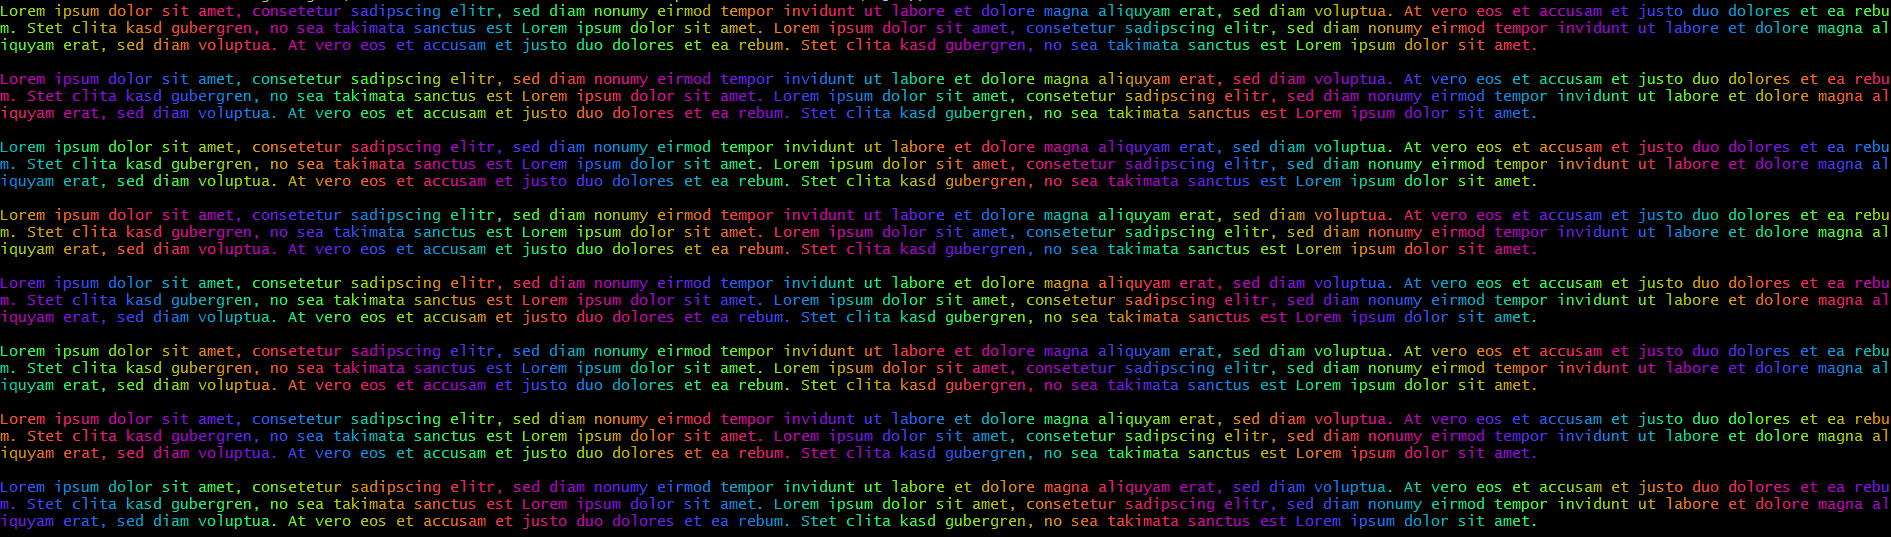 Lorem ipsum dolor sit amet, consetetur sadipscing elitr, sed diam nonumy eirmod tempor invidunt ut labore et dolore magna aliquyam erat, sed diam voluptua. At vero eos et accusam et justo duo dolores et ea rebu
m. Stet clita kasd gubergren, no sea takimata sanctus est Lorem ipsum dolor sit amet. Lorem ipsum dolor sit amet, consetetur sadipscing elitr, sed diam nonumy eirmod tempor invidunt ut labore et dolore magna al
iquyam erat, sed diam voluptua. At vero eos et accusam et justo duo dolores et ea rebum. Stet clita kasd gubergren, no sea takimata sanctus est Lorem ipsum dolor sit amet.

Lorem ipsum dolor sit amet, consetetur sadipscing elitr, sed diam nonumy eirmod tempor invidunt ut labore et dolore magna aliquyam erat, sed diam voluptua. At vero eos et accusam et justo duo dolores et ea rebu
m. Stet clita kasd gubergren, no sea takimata sanctus est Lorem ipsum dolor sit amet. Lorem ipsum dolor sit amet, consetetur sadipscing elitr, sed diam nonumy eirmod tempor invidunt ut labore et dolore magna al
iquyam erat, sed diam voluptua. At vero eos et accusam et justo duo dolores et ea rebum. Stet clita kasd gubergren, no sea takimata sanctus est Lorem ipsum dolor sit amet.

Lorem ipsum dolor sit amet, consetetur sadipscing elitr, sed diam nonumy eirmod tempor invidunt ut labore et dolore magna aliquyam erat, sed diam voluptua. At vero eos et accusam et justo duo dolores et ea rebu
m. Stet clita kasd gubergren, no sea takimata sanctus est Lorem ipsum dolor sit amet. Lorem ipsum dolor sit amet, consetetur sadipscing elitr, sed diam nonumy eirmod tempor invidunt ut labore et dolore magna al
iquyam erat, sed diam voluptua. At vero eos et accusam et justo duo dolores et ea rebum. Stet clita kasd gubergren, no sea takimata sanctus est Lorem ipsum dolor sit amet.

Lorem ipsum dolor sit amet, consetetur sadipscing elitr, sed diam nonumy eirmod tempor invidunt ut labore et dolore magna aliquyam erat, sed diam voluptua. At vero eos et accusam et justo duo dolores et ea rebu
m. Stet clita kasd gubergren, no sea takimata sanctus est Lorem ipsum dolor sit amet. Lorem ipsum dolor sit amet, consetetur sadipscing elitr, sed diam nonumy eirmod tempor invidunt ut labore et dolore magna al
iquyam erat, sed diam voluptua. At vero eos et accusam et justo duo dolores et ea rebum. Stet clita kasd gubergren, no sea takimata sanctus est Lorem ipsum dolor sit amet.

Lorem ipsum dolor sit amet, consetetur sadipscing elitr, sed diam nonumy eirmod tempor invidunt ut labore et dolore magna aliquyam erat, sed diam voluptua. At vero eos et accusam et justo duo dolores et ea rebu
m. Stet clita kasd gubergren, no sea takimata sanctus est Lorem ipsum dolor sit amet. Lorem ipsum dolor sit amet, consetetur sadipscing elitr, sed diam nonumy eirmod tempor invidunt ut labore et dolore magna al
iquyam erat, sed diam voluptua. At vero eos et accusam et justo duo dolores et ea rebum. Stet clita kasd gubergren, no sea takimata sanctus est Lorem ipsum dolor sit amet.

Lorem ipsum dolor sit amet, consetetur sadipscing elitr, sed diam nonumy eirmod tempor invidunt ut labore et dolore magna aliquyam erat, sed diam voluptua. At vero eos et accusam et justo duo dolores et ea rebu
m. Stet clita kasd gubergren, no sea takimata sanctus est Lorem ipsum dolor sit amet. Lorem ipsum dolor sit amet, consetetur sadipscing elitr, sed diam nonumy eirmod tempor invidunt ut labore et dolore magna al
iquyam erat, sed diam voluptua. At vero eos et accusam et justo duo dolores et ea rebum. Stet clita kasd gubergren, no sea takimata sanctus est Lorem ipsum dolor sit amet.

Lorem ipsum dolor sit amet, consetetur sadipscing elitr, sed diam nonumy eirmod tempor invidunt ut labore et dolore magna aliquyam erat, sed diam voluptua. At vero eos et accusam et justo duo dolores et ea rebu
m. Stet clita kasd gubergren, no sea takimata sanctus est Lorem ipsum dolor sit amet. Lorem ipsum dolor sit amet, consetetur sadipscing elitr, sed diam nonumy eirmod tempor invidunt ut labore et dolore magna al
iquyam erat, sed diam voluptua. At vero eos et accusam et justo duo dolores et ea rebum. Stet clita kasd gubergren, no sea takimata sanctus est Lorem ipsum dolor sit amet.

Lorem ipsum dolor sit amet, consetetur sadipscing elitr, sed diam nonumy eirmod tempor invidunt ut labore et dolore magna aliquyam erat, sed diam voluptua. At vero eos et accusam et justo duo dolores et ea rebu
m. Stet clita kasd gubergren, no sea takimata sanctus est Lorem ipsum dolor sit amet. Lorem ipsum dolor sit amet, consetetur sadipscing elitr, sed diam nonumy eirmod tempor invidunt ut labore et dolore magna al
iquyam erat, sed diam voluptua. At vero eos et accusam et justo duo dolores et ea rebum. Stet clita kasd gubergren, no sea takimata sanctus est Lorem ipsum dolor sit amet.